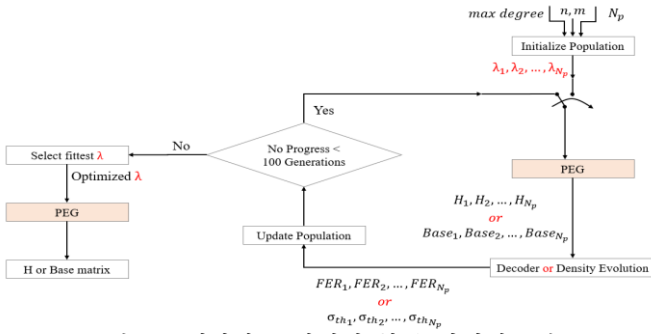 max degree n, m N_p
Initialize Population
λ_1, λ_2, ..., λ_{N_p}
Yes
No
No Progress <
100 Generations
Select fittest λ
Optimized λ
PEG
PEG
H_1, H_2, ..., H_{N_p}
or
Base_1, Base_2, ..., Base_{N_p}
Update Population
H or Base matrix
Decoder or Density Evolution
FER_1, FER_2, ..., FER_{N_p}
or
σ_{th_1}, σ_{th_2}, ..., σ_{th_{N_p}}